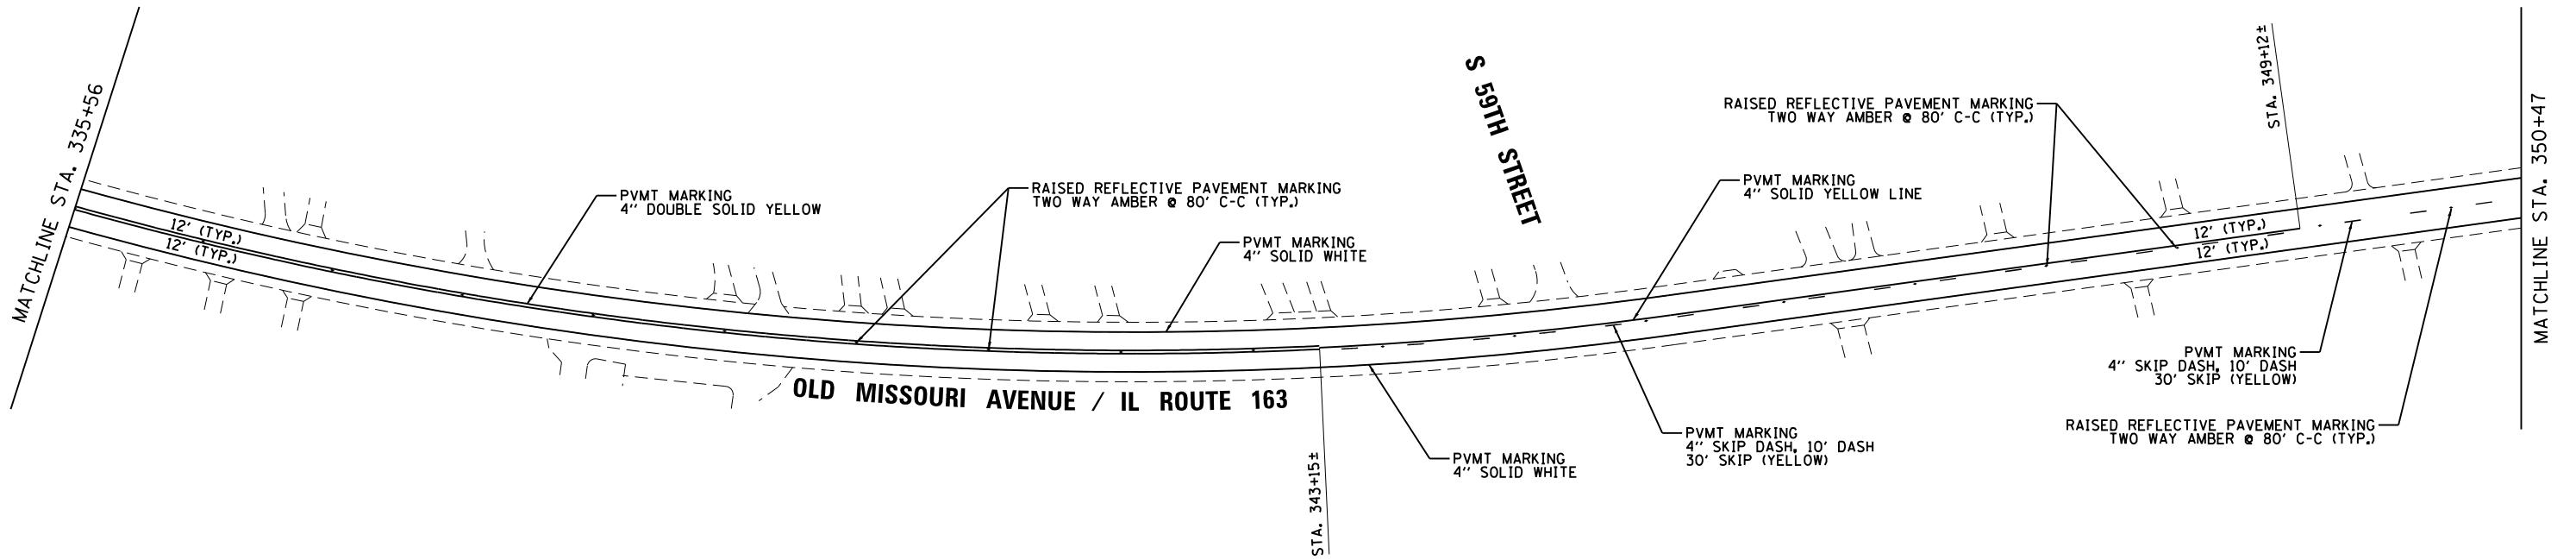 MATCHLINE STA. 335+56
12' (TYP.)
12' (TYP.)
PVMT MARKING
4'' DOUBLE SOLID YELLOW
RAISED REFLECTIVE PAVEMENT MARKING
TWO WAY AMBER @ 80' C-C (TYP.)
PVMT MARKING
4'' SOLID WHITE
OLD MISSOURI AVENUE / IL ROUTE 163
STA. 343+15±
PVMT MARKING
4'' SOLID WHITE
S 59TH STREET
PVMT MARKING
4'' SOLID YELLOW LINE
PVMT MARKING
4'' SKIP DASH, 10' DASH
30' SKIP (YELLOW)
RAISED REFLECTIVE PAVEMENT MARKING
TWO WAY AMBER @ 80' C-C (TYP.)
STA. 349+12±
12' (TYP.)
12' (TYP.)
PVMT MARKING
4'' SKIP DASH, 10' DASH
30' SKIP (YELLOW)
RAISED REFLECTIVE PAVEMENT MARKING
TWO WAY AMBER @ 80' C-C (TYP.)
MATCHLINE STA. 350+47